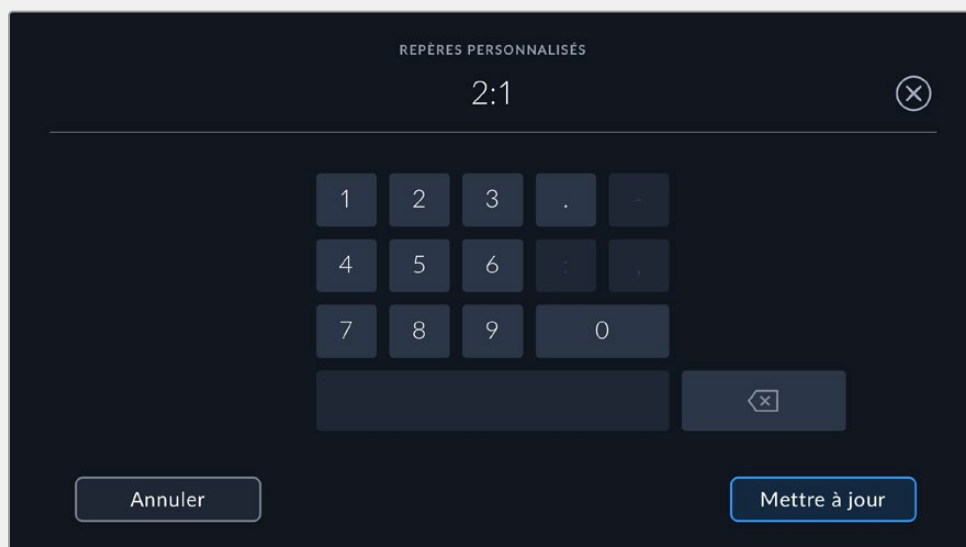 REPÈRES PERSONNALISÉS
2:1
1 2 3 . -
4 5 6 : ,
7 8 9 0
Annuler Mettre à jour